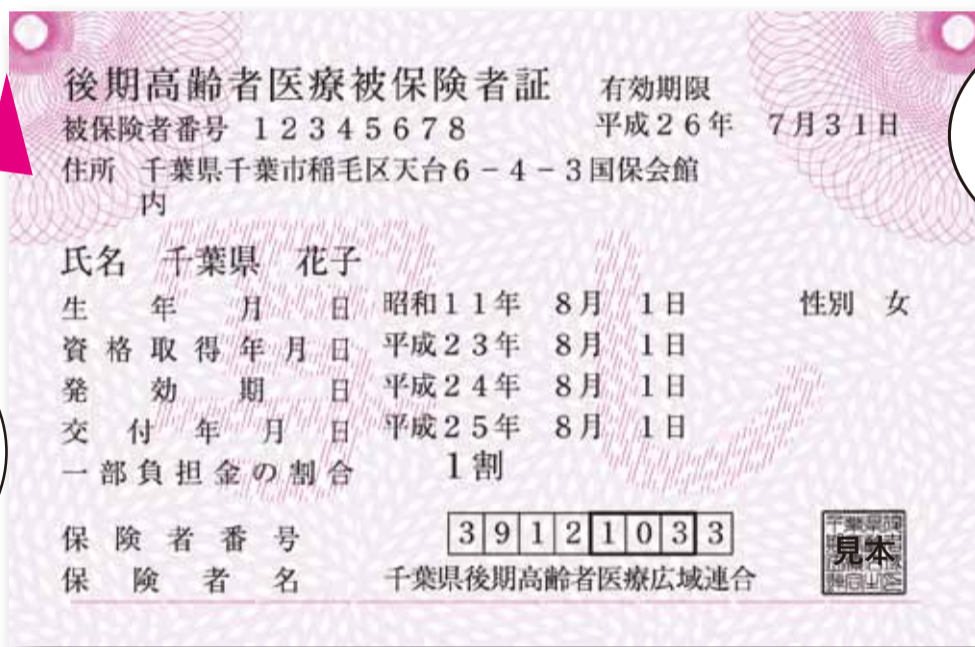 後期高齢者医療被保険者証 有効期限
被保険者番号 12345678 平成26年 7月31日
住所 千葉県千葉市稲毛区天台6-4-3国保会館
内
氏名 千葉県 花子
生年月日 昭和11年 8月 1日 性別 女
資格取得年月日 平成23年 8月 1日
発効期日 平成24年 8月 1日
交付年月日 平成25年 8月 1日
一部負担金の割合 1割
保険者番号 39121033
保険者名 千葉県後期高齢者医療広域連合
見本